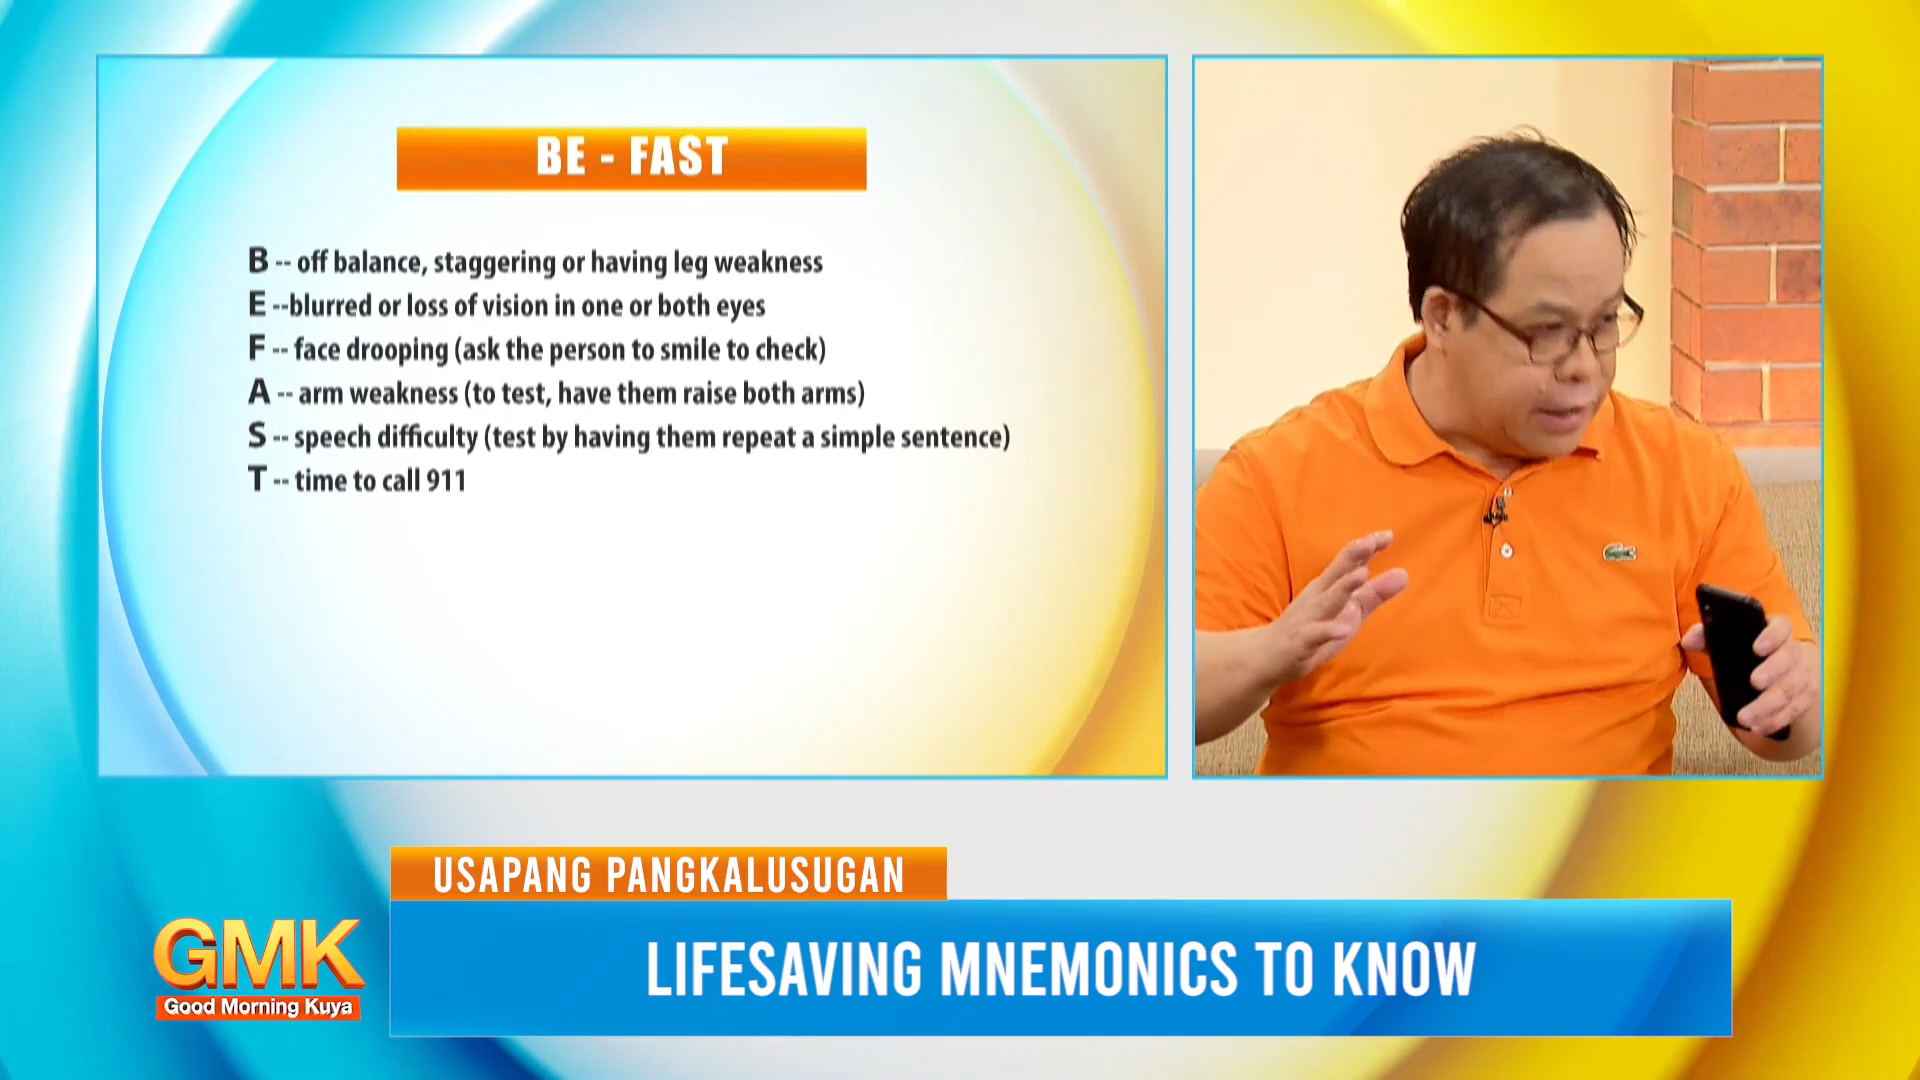 BE - FAST
B -- off balance, staggering or having leg weakness
E --blurred or loss of vision in one or both eyes
F -- face drooping (ask the person to smile to check)
A -- arm weakness (to test, have them raise both arms)
S -- speech difficulty (test by having them repeat a simple sentence)
T -- time to call 911
USAPANG PANGKALUSUGAN
LIFESAVING MNEMONICS TO KNOW
GMK
Good Morning Kuya